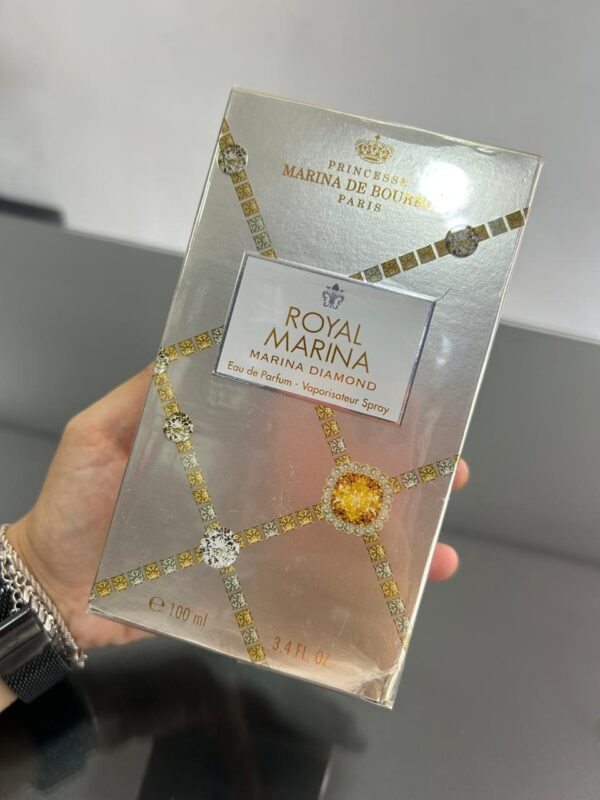 PRINCESSE
MARINA DE BOURBON
PARIS
ROYAL
MARINA
MARINA DIAMOND
Eau de Parfum - Vaporisateur Spray
e 100 ml
3.4 FL. OZ.